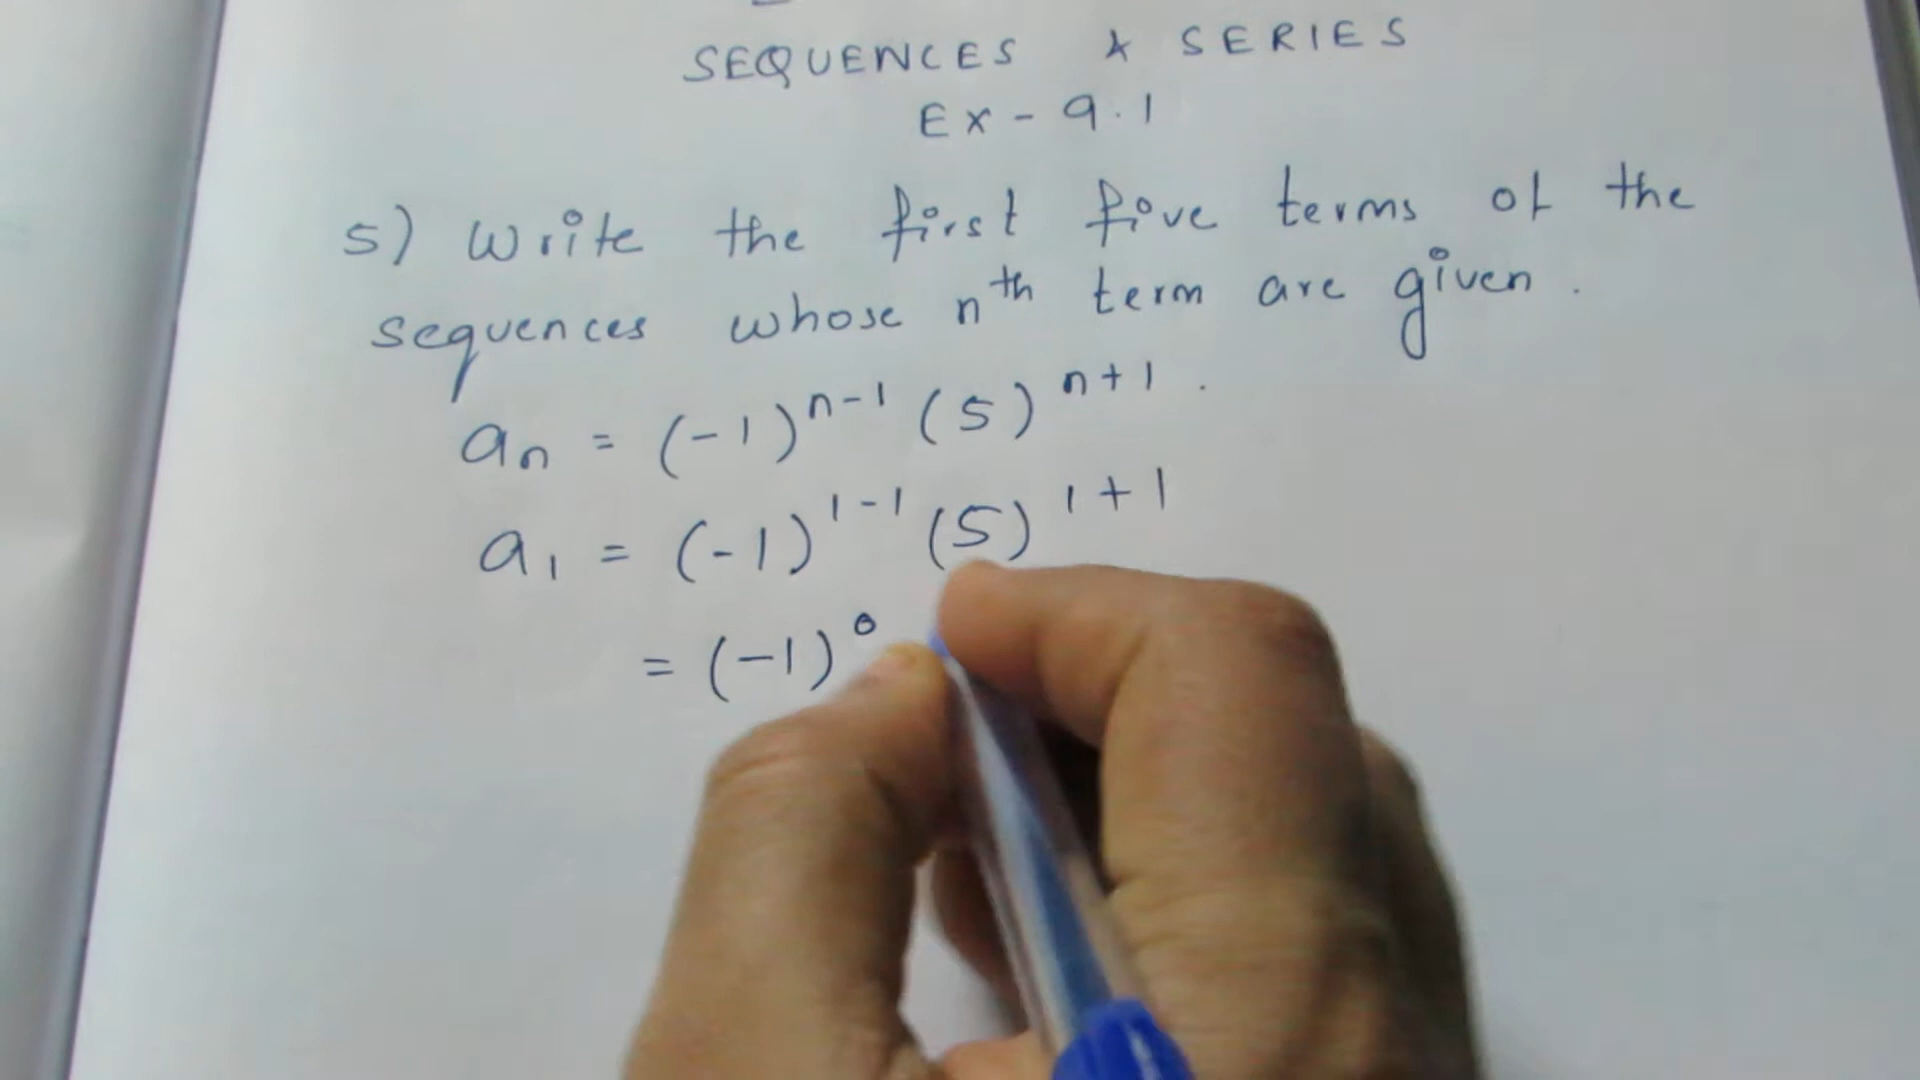 SEQUENCES & SERIES
EX - 9.1
5) Write the first five terms of the
sequences whose nᵗʰ term are given.
aₙ = (-1)ⁿ⁻¹ (5)ⁿ⁺¹.
a₁ = (-1)¹⁻¹ (5)¹⁺¹
= (-1)⁰